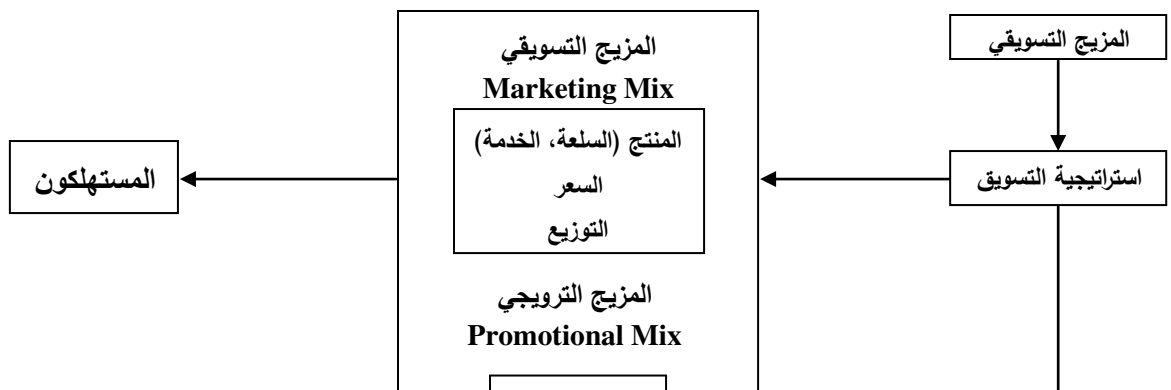 المزيج التسويقي
استراتيجية التسويق
المزيج التسويقي
Marketing Mix
المنتج (السلعة، الخدمة)
السعر
التوزيع
المزيج الترويجي
Promotional Mix
المستهلكون